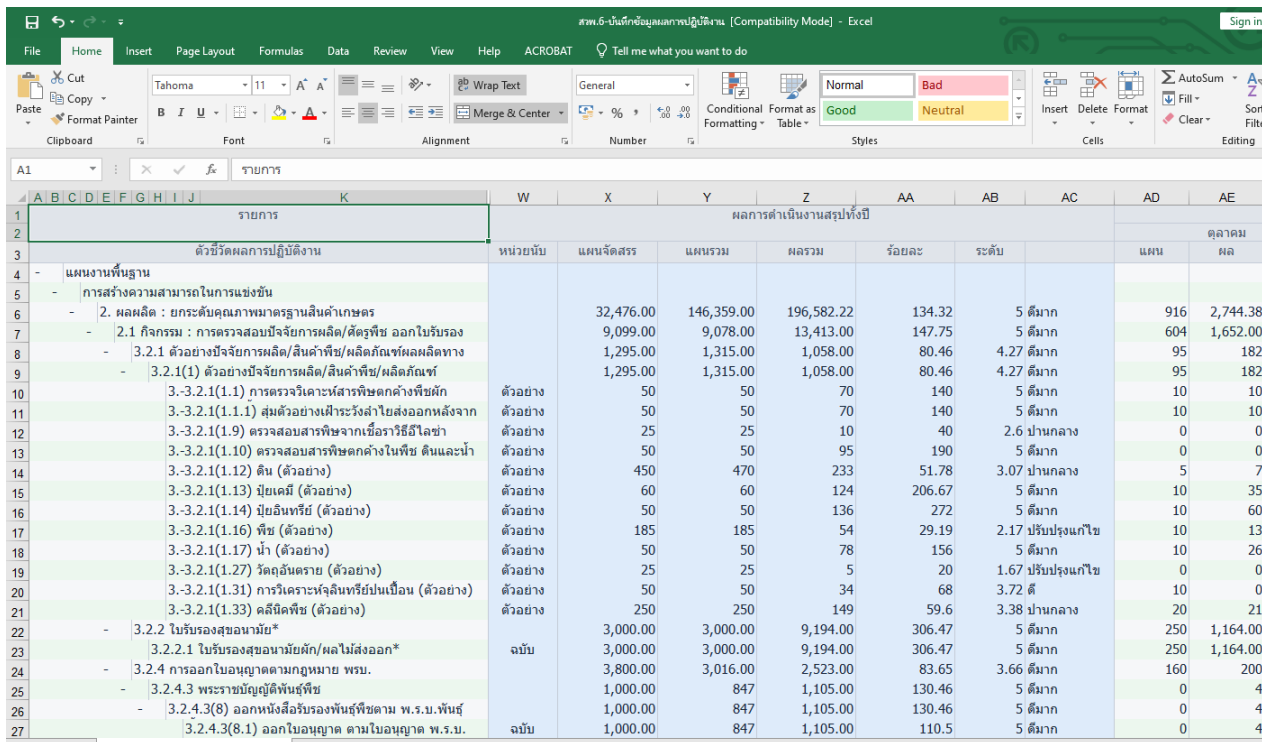 สวพ.6-บันทึกข้อมูลผลการปฏิบัติงาน [Compatibility Mode] - Excel
Sign in
File Home Insert Page Layout Formulas Data Review View Help ACROBAT Tell me what you want to do
Cut
Copy
Format Painter
Paste
Clipboard
Tahoma 11
B I U
Font
Wrap Text
Merge & Center
Alignment
General
Number
Conditional Formatting
Format as Table
Normal Bad
Good Neutral
Styles
Insert Delete Format
Cells
AutoSum
Fill
Clear
Editing
A1 fx รายการ
A B C D E F G H I J K W X Y Z AA AB AC AD AE
1 รายการ ผลการดำเนินงานสรุปทั้งปี
2 ตุลาคม
3 ตัวชี้วัดผลการปฏิบัติงาน หน่วยนับ แผนจัดสรร แผนรวม ผลรวม ร้อยละ ระดับ แผน ผล
4 - แผนงานพื้นฐาน
5 - การสร้างความสามารถในการแข่งขัน
6 - 2. ผลผลิต : ยกระดับคุณภาพมาตรฐานสินค้าเกษตร 32,476.00 146,359.00 196,582.22 134.32 5 ดีมาก 916 2,744.38
7 - 2.1 กิจกรรม : การตรวจสอบปัจจัยการผลิต/ศัตรูพืช ออกใบรับรอง 9,099.00 9,078.00 13,413.00 147.75 5 ดีมาก 604 1,652.00
8 - 3.2.1 ตัวอย่างปัจจัยการผลิต/สินค้าพืช/ผลิตภัณฑ์ผลผลิตทาง 1,295.00 1,315.00 1,058.00 80.46 4.27 ดีมาก 95 182
9 - 3.2.1(1) ตัวอย่างปัจจัยการผลิต/สินค้าพืช/ผลิตภัณฑ์ 1,295.00 1,315.00 1,058.00 80.46 4.27 ดีมาก 95 182
10 3.-3.2.1(1.1) การตรวจวิเคาะห์สารพิษตกค้างพืชผัก ตัวอย่าง 50 50 70 140 5 ดีมาก 10 10
11 3.-3.2.1(1.1.1) สุ่มตัวอย่างเฝ้าระวังลำไยส่งออกหลังจาก ตัวอย่าง 50 50 70 140 5 ดีมาก 10 10
12 3.-3.2.1(1.9) ตรวจสอบสารพิษจากเชื้อราวิธีอีไลซ่า ตัวอย่าง 25 25 10 40 2.6 ปานกลาง 0 0
13 3.-3.2.1(1.10) ตรวจสอบสารพิษตกค้างในพืช ดินและน้ำ ตัวอย่าง 50 50 95 190 5 ดีมาก 0 0
14 3.-3.2.1(1.12) ดิน (ตัวอย่าง) ตัวอย่าง 450 470 233 51.78 3.07 ปานกลาง 5 7
15 3.-3.2.1(1.13) ปุ๋ยเคมี (ตัวอย่าง) ตัวอย่าง 60 60 124 206.67 5 ดีมาก 10 35
16 3.-3.2.1(1.14) ปุ๋ยอินทรีย์ (ตัวอย่าง) ตัวอย่าง 50 50 136 272 5 ดีมาก 10 60
17 3.-3.2.1(1.16) พืช (ตัวอย่าง) ตัวอย่าง 185 185 54 29.19 2.17 ปรับปรุงแก้ไข 10 13
18 3.-3.2.1(1.17) น้ำ (ตัวอย่าง) ตัวอย่าง 50 50 78 156 5 ดีมาก 10 26
19 3.-3.2.1(1.27) วัตถุอันตราย (ตัวอย่าง) ตัวอย่าง 25 25 5 20 1.67 ปรับปรุงแก้ไข 0 0
20 3.-3.2.1(1.31) การวิเคราะห์จุลินทรีย์ปนเปื้อน (ตัวอย่าง) ตัวอย่าง 50 50 34 68 3.72 ดี 10 0
21 3.-3.2.1(1.33) คลีนิคพืช (ตัวอย่าง) ตัวอย่าง 250 250 149 59.6 3.38 ปานกลาง 20 21
22 - 3.2.2 ใบรับรองสุขอนามัย* 3,000.00 3,000.00 9,194.00 306.47 5 ดีมาก 250 1,164.00
23 3.2.2.1 ใบรับรองสุขอนามัยผัก/ผลไม้ส่งออก* ฉบับ 3,000.00 3,000.00 9,194.00 306.47 5 ดีมาก 250 1,164.00
24 - 3.2.4 การออกใบอนุญาตตามกฎหมาย พรบ. 3,800.00 3,016.00 2,523.00 83.65 3.66 ดีมาก 160 200
25 - 3.2.4.3 พระราชบัญญัติพันธุ์พืช 1,000.00 847 1,105.00 130.46 5 ดีมาก 0 4
26 - 3.2.4.3(8) ออกหนังสือรับรองพันธุ์พืชตาม พ.ร.บ.พันธุ์ 1,000.00 847 1,105.00 130.46 5 ดีมาก 0 4
27 3.2.4.3(8.1) ออกใบอนุญาต ตามใบอนุญาต พ.ร.บ. ฉบับ 1,000.00 847 1,105.00 110.5 5 ดีมาก 0 4